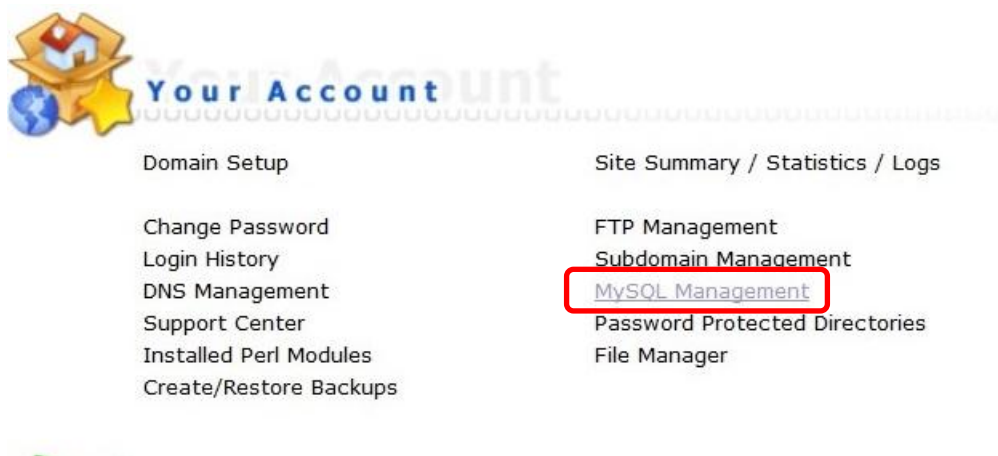 Your Account
Domain Setup
Site Summary / Statistics / Logs
Change Password
Login History
DNS Management
Support Center
Installed Perl Modules
Create/Restore Backups
FTP Management
Subdomain Management
MySQL Management
Password Protected Directories
File Manager